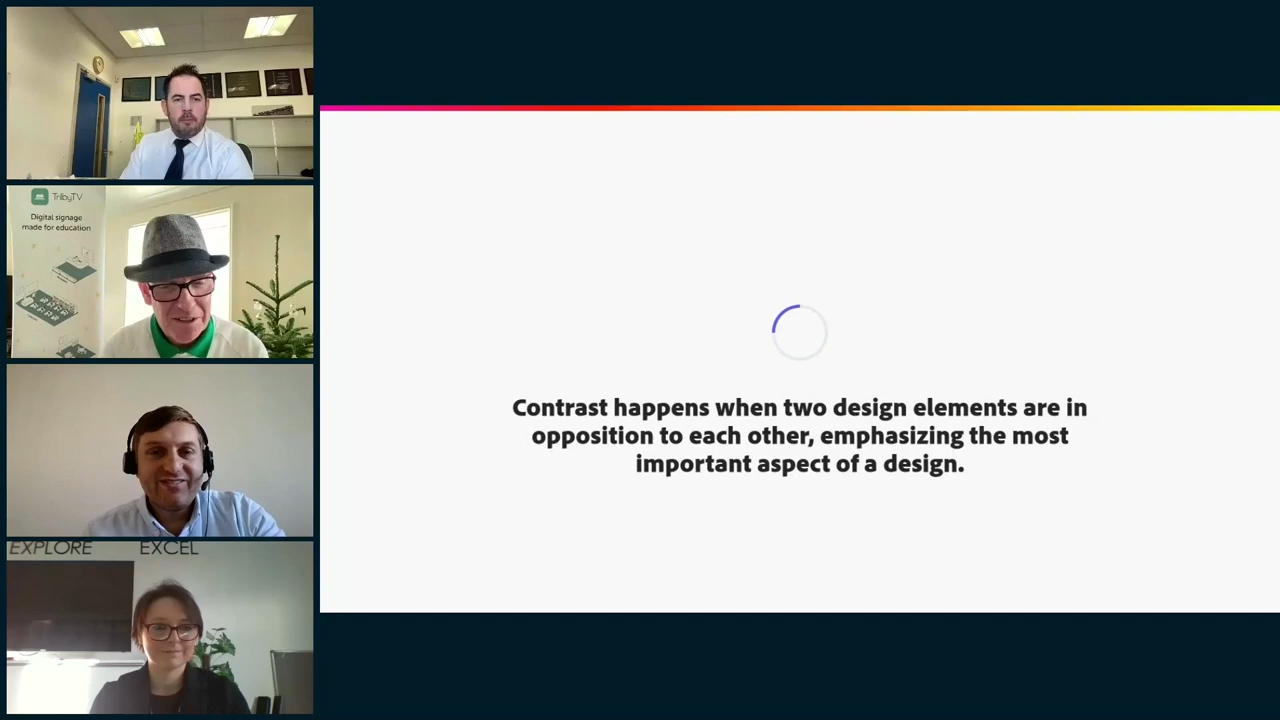 TrilbyTV
Digital signage
made for education
EXPLORE EXCEL
Contrast happens when two design elements are in
opposition to each other, emphasizing the most
important aspect of a design.